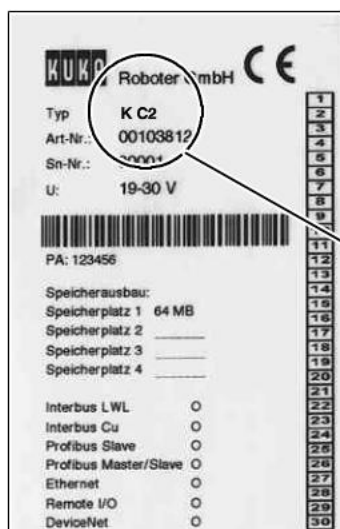 KUKA Roboter GmbH CE
Typ K C2
Art-Nr.: 00103812
Sn-Nr.:
U: 19-30 V
PA: 123456
Speicherausbau:
Speicherplatz 1 64 MB
Speicherplatz 2
Speicherplatz 3
Speicherplatz 4
Interbus LWL O
Interbus Cu O
Profibus Slave O
Profibus Master/Slave O
Ethernet O
Remote I/O O
DeviceNet O
1
2
3
4
5
6
7
8
9
10
11
12
13
14
15
16
17
18
19
20
21
22
23
24
25
26
27
28
29
30